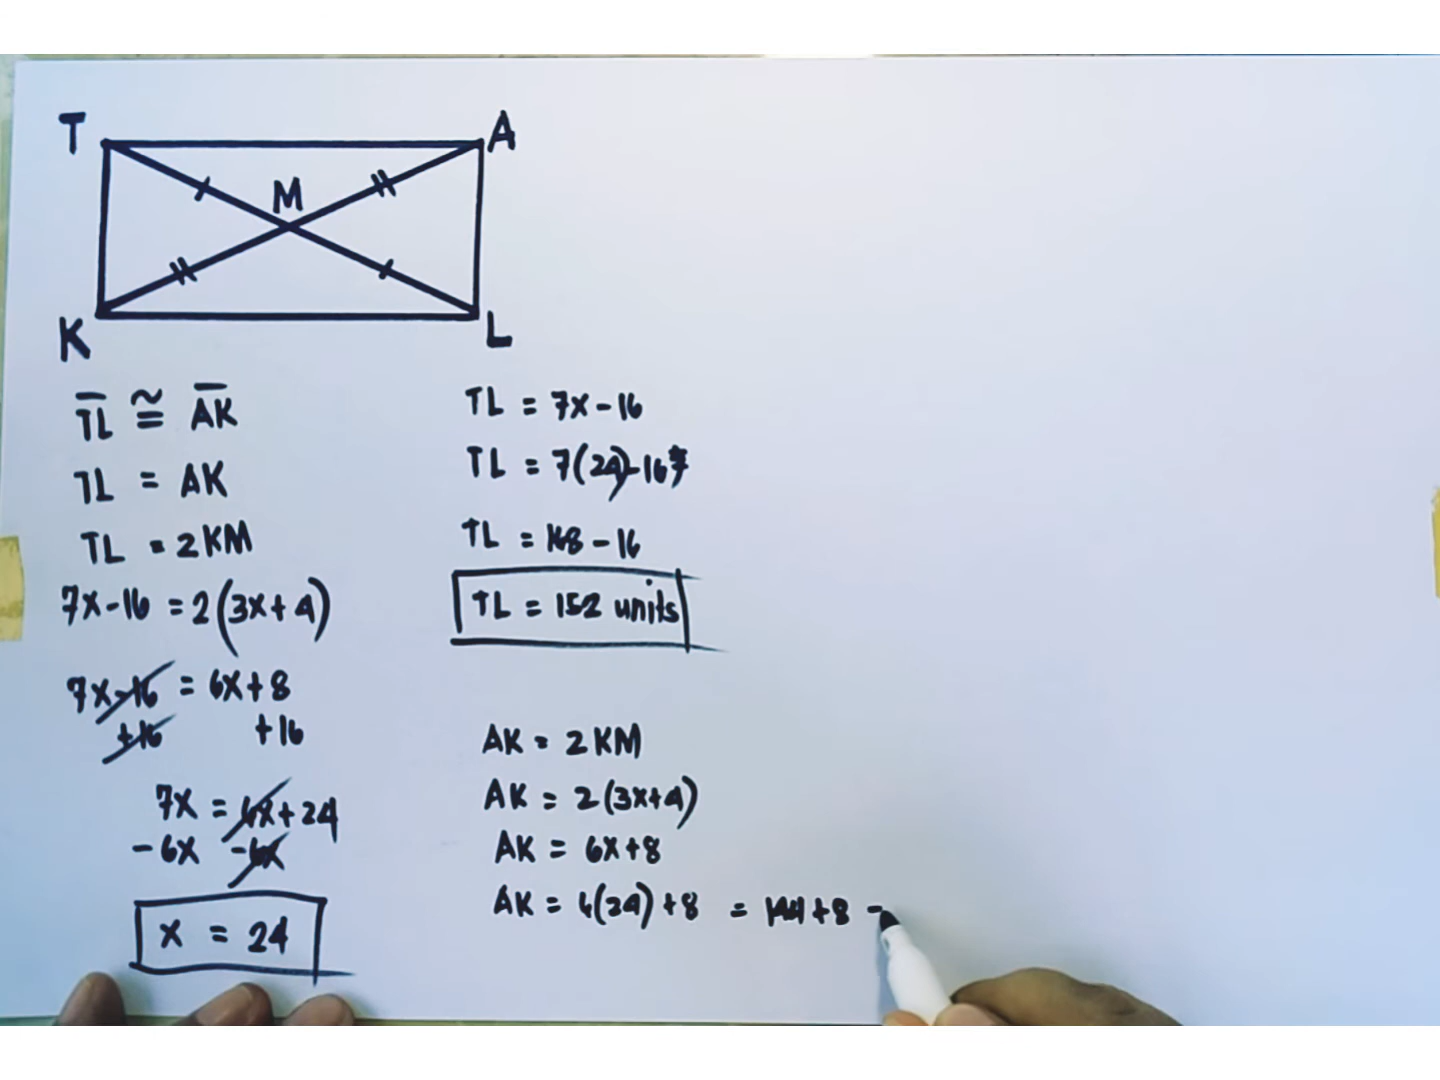 T A
M
K L
TL ≅ AK
TL = AK
TL = 2KM
7x-16 = 2(3x+4)
7x-16 = 6x+8
+16 +16
7x = 6x+24
-6x -6x
x = 24
TL = 7x-16
TL = 7(24)-16
TL = 168-16
TL = 152 units
AK = 2KM
AK = 2(3x+4)
AK = 6x+8
AK = 6(24)+8 = 144+8 =